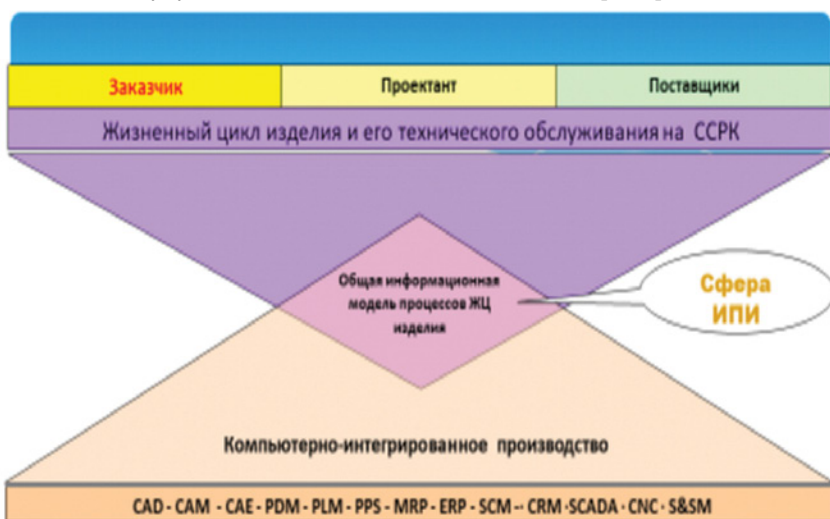 Заказчик Проектант Поставщики
Жизненный цикл изделия и его технического обслуживания на ССРК
Общая информационная
модель процессов ЖЦ
изделия
Сфера
ИПИ
Компьютерно-интегрированное производство
CAD - CAM - CAE - PDM - PLM - PPS - MRP - ERP - SCM - CRM ·SCADA · CNC · S&SM